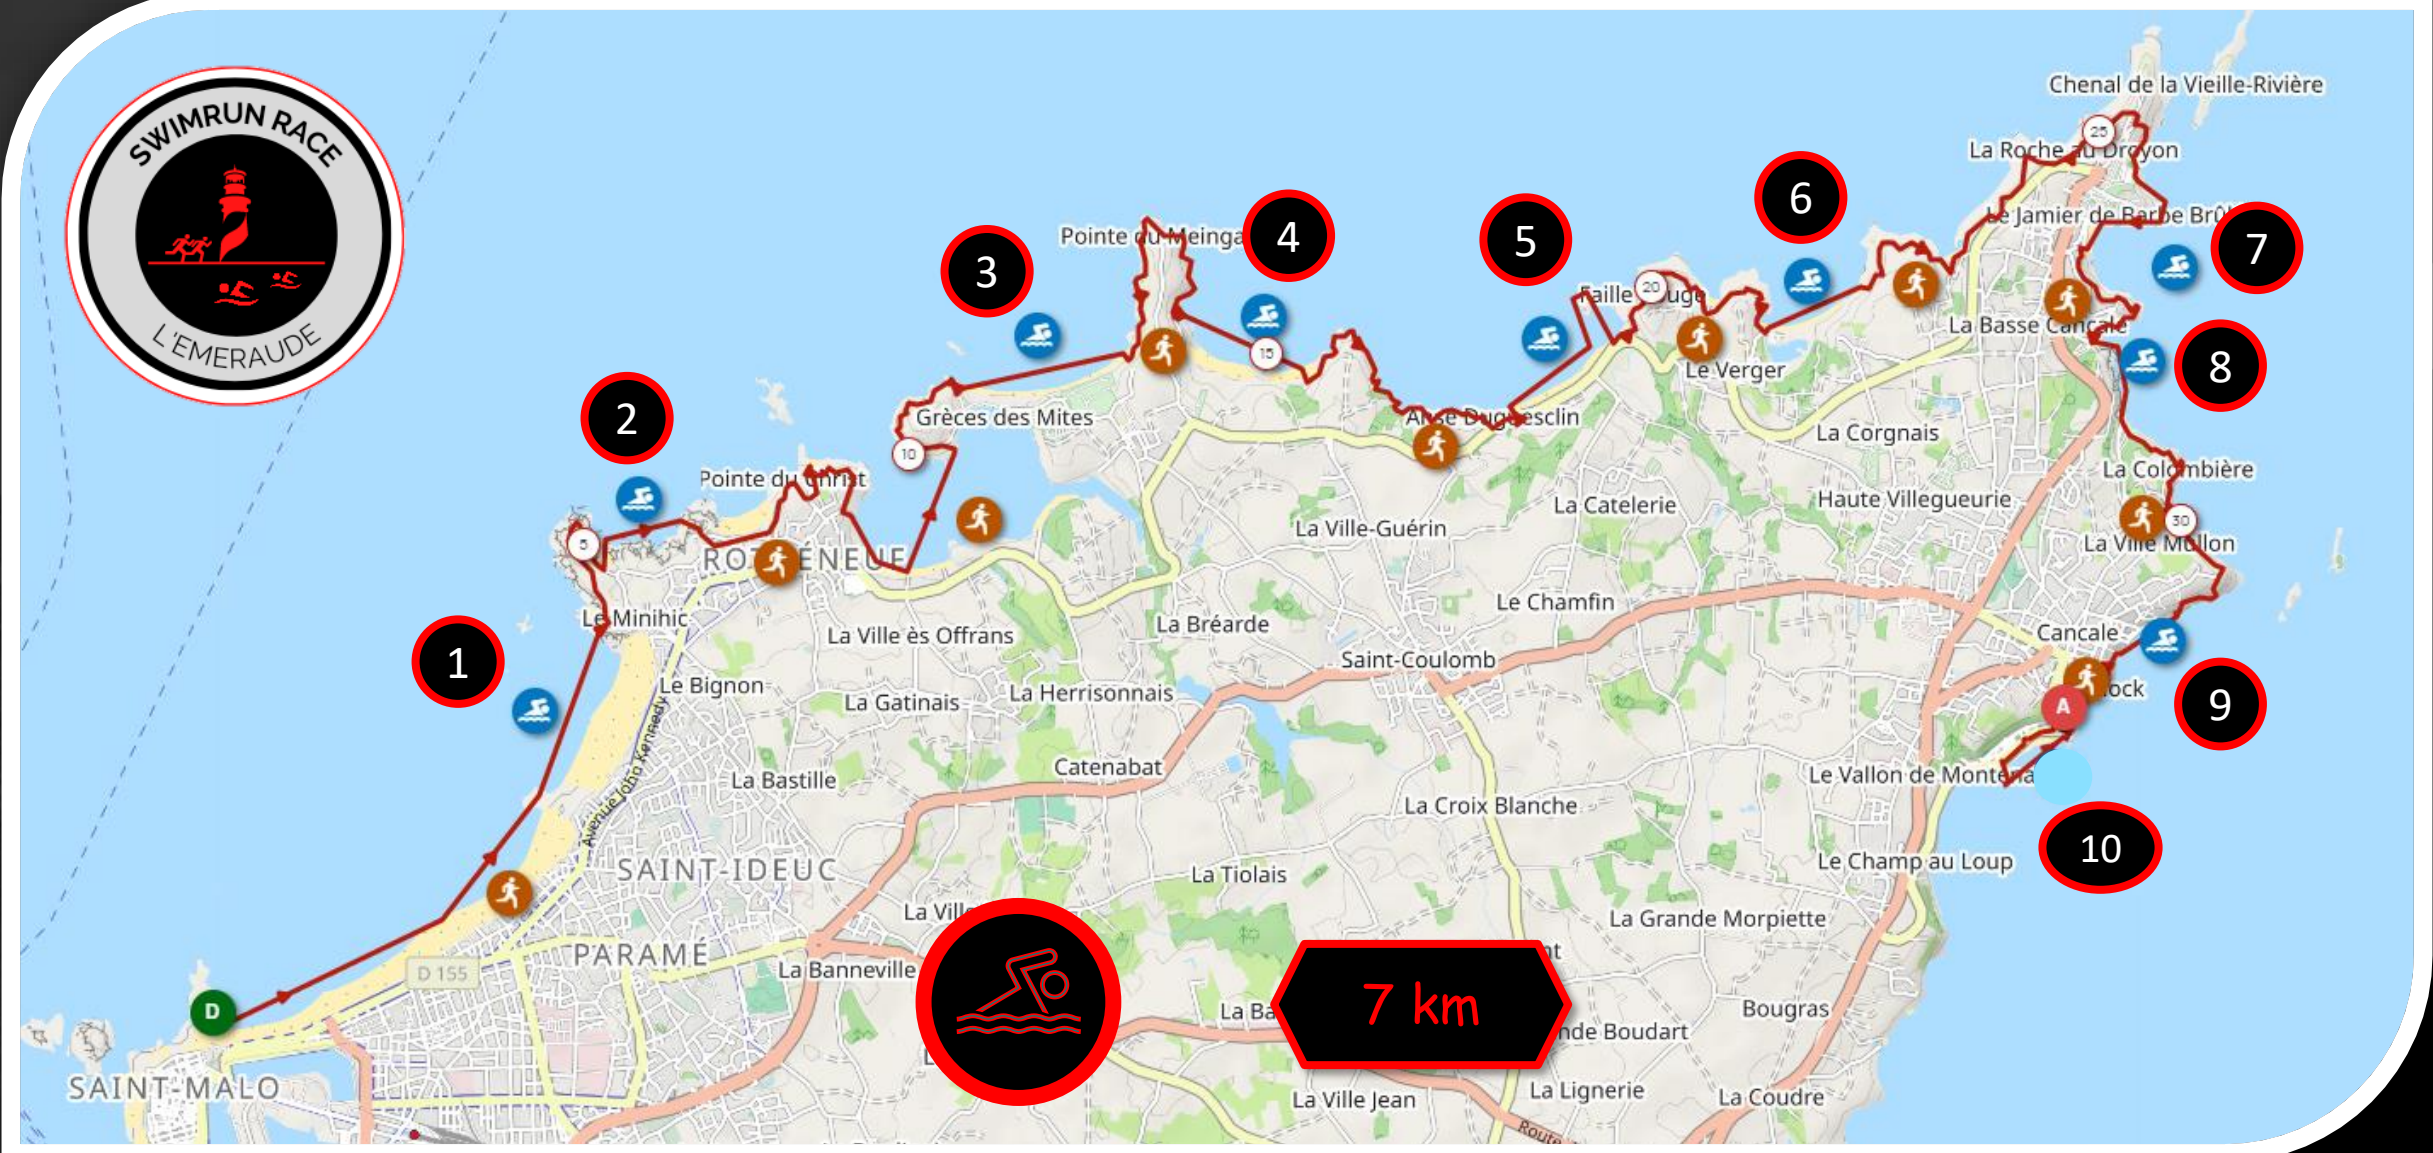 SWIMRUN RACE
L'EMERAUDE
Chenal de la Vieille-Rivière
25
La Roche au Droyon
6
Le Jamier de Barbe
7
3
Pointe du
4
5
20
La Basse Cancale
15
8
Le Verger
2
Grèces des Mites
Anse Duguesclin
10
La Corgnais
La Colombière
Pointe du Christ
La Catelerie
Haute Villegueurie
30
La Ville-Guérin
5
La Ville Mollon
ROTHÉNEUF
Le Chamfin
Le Minihic
La Ville ès Offrans
La Bréarde
Cancale
1
Saint-Coulomb
Le Bignon
La Gatinais
La Herrisonnais
A
9
Avenue John Kennedy
La Bastille
Catenabat
Le Vallon de
La Croix Blanche
10
SAINT-IDEUC
La Tiolais
Le Champ au Loup
La Grande Morpiette
PARAMÉ
D 155
La Banneville
D
7 km
Bougras
Boudart
SAINT-MALO
La Ville Jean
La Lignerie
La Coudre
Route